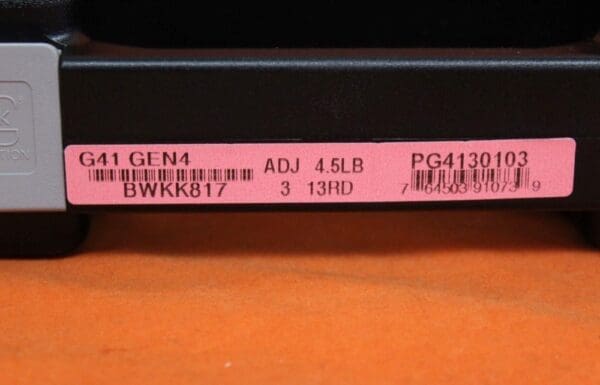 G41 GEN4
BWKK817
ADJ 4.5LB
3 13RD
PG4130103
7 64503 91073 9